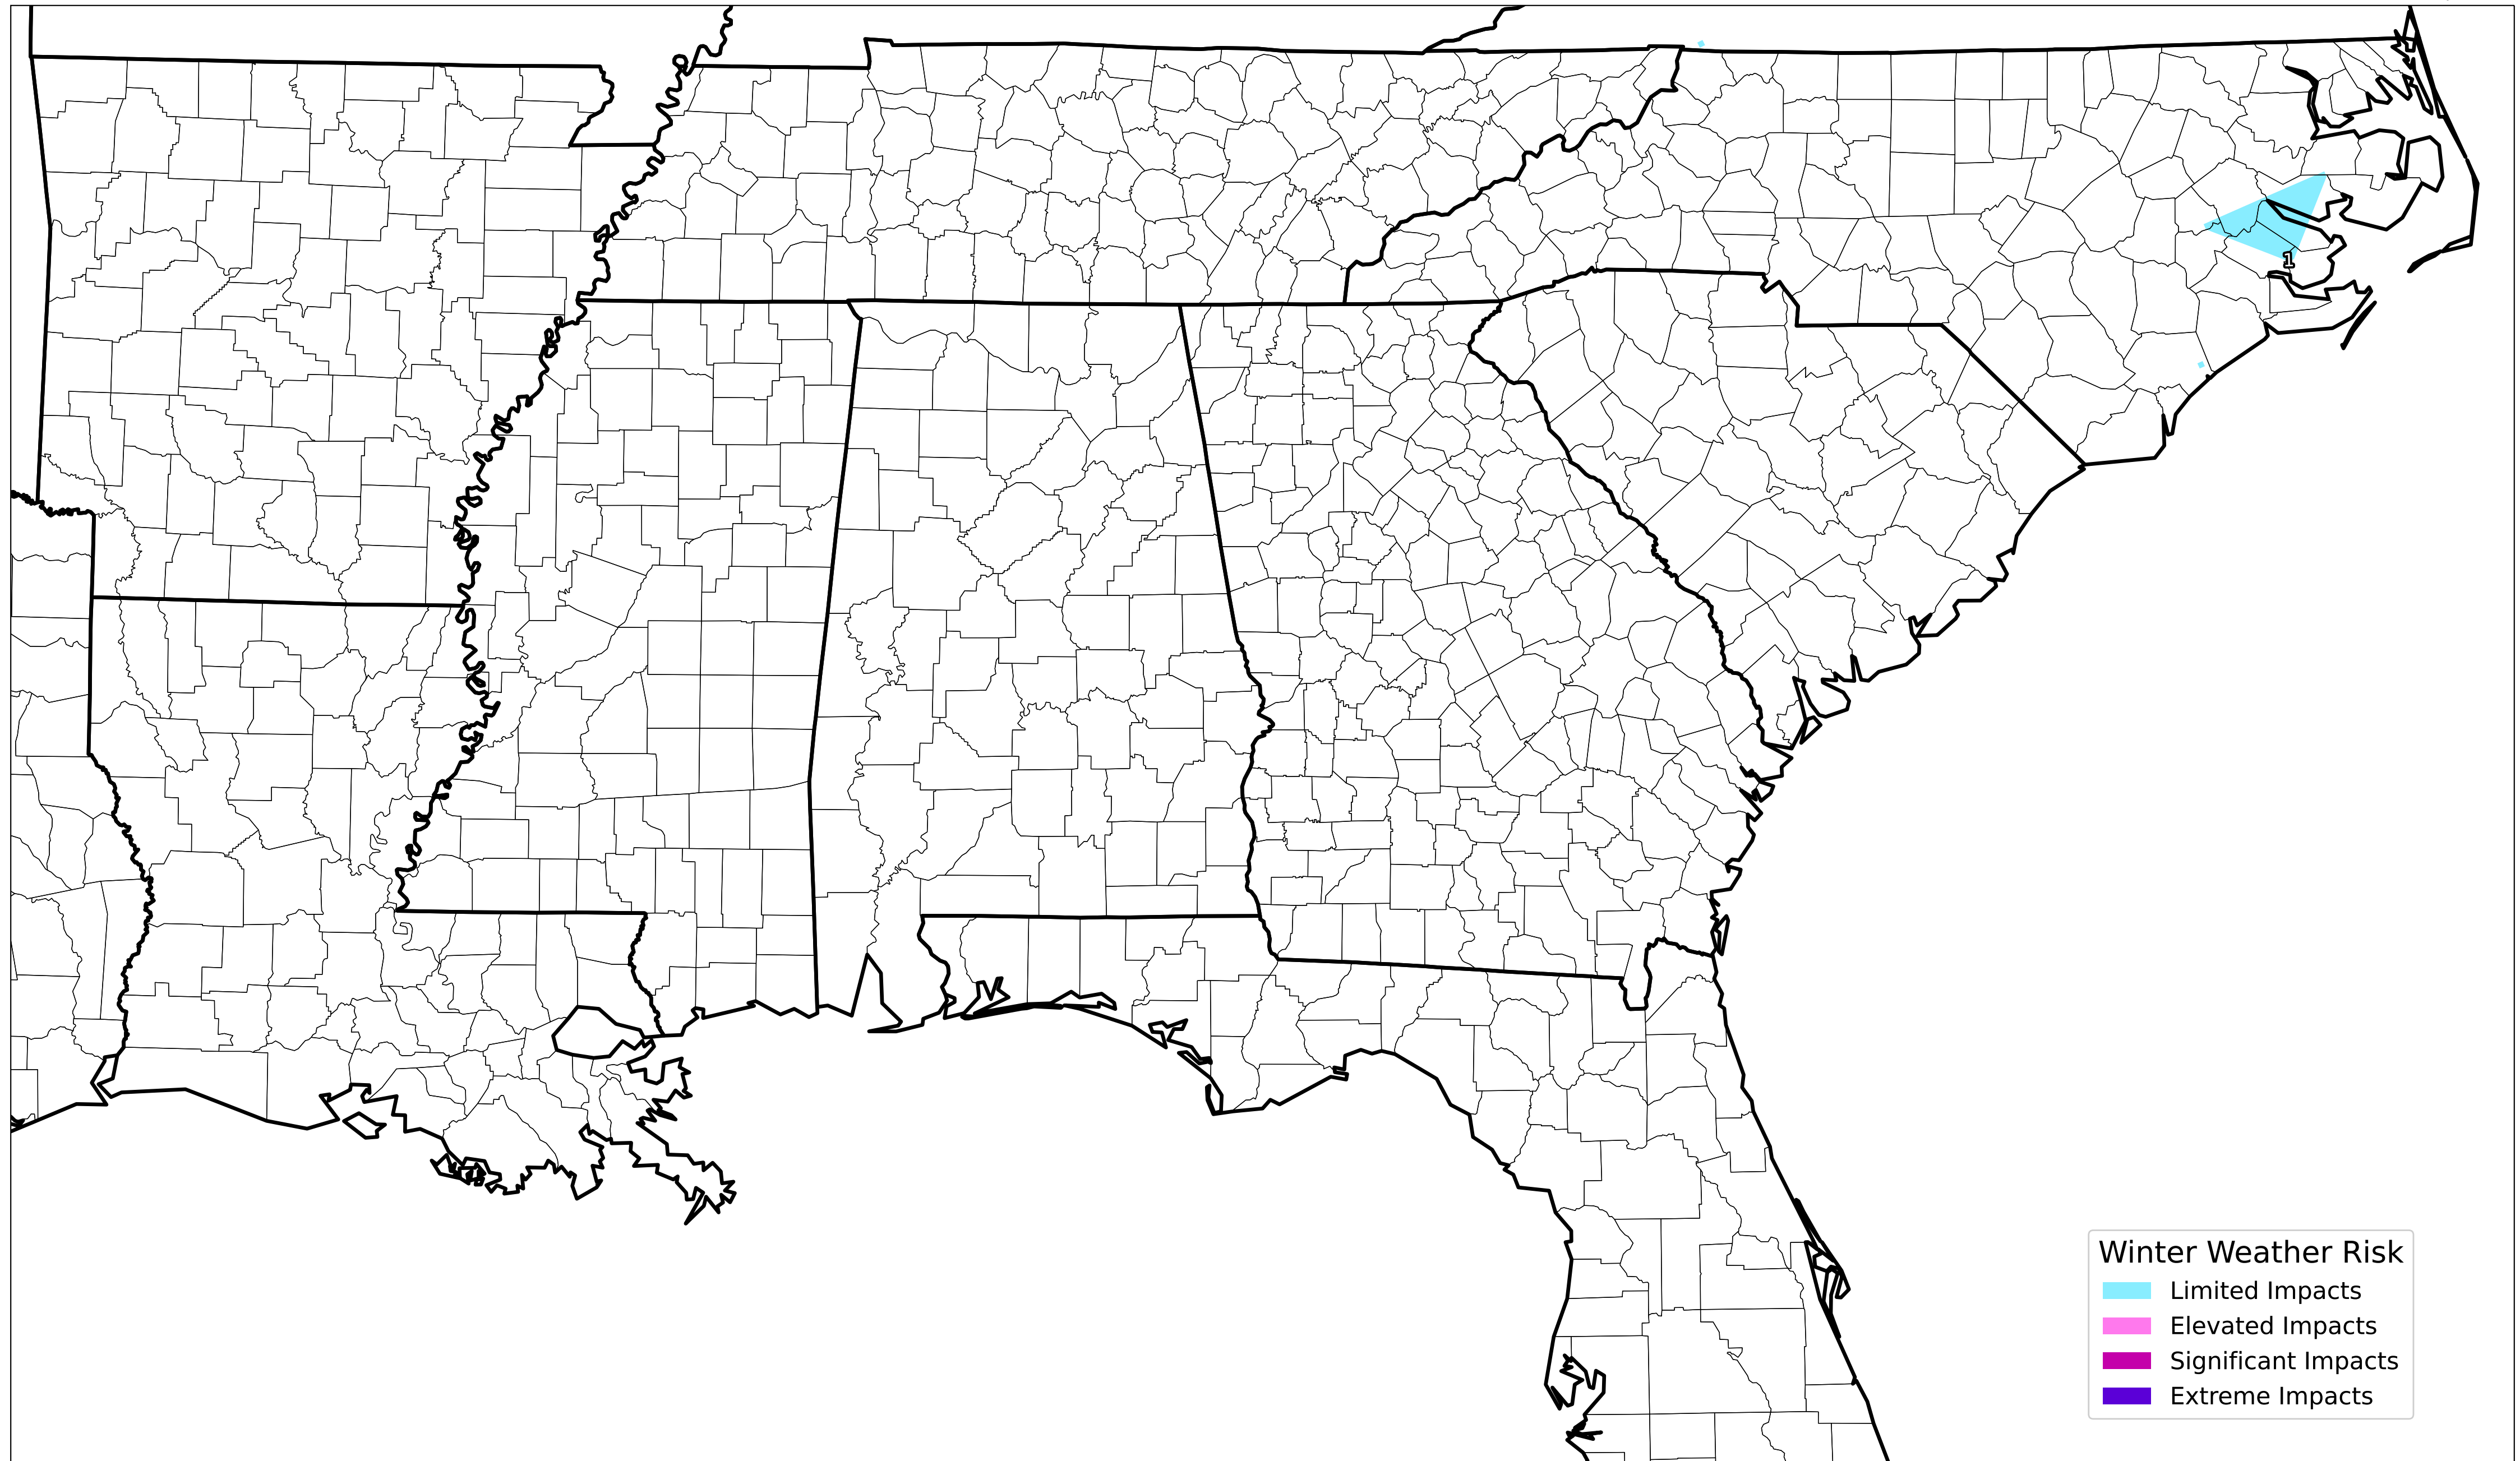 1
Winter Weather Risk
Limited Impacts
Elevated Impacts
Significant Impacts
Extreme Impacts